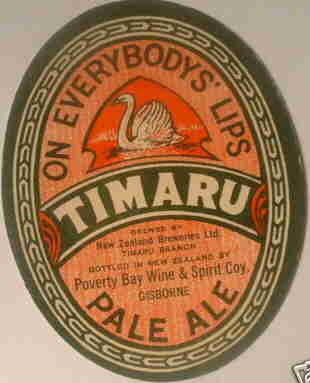 ON EVERYBODYS' LIPS
TIMARU
BREWED BY
New Zealand Breweries Ltd.
TIMARU BRANCH
BOTTLED IN NEW ZEALAND BY
Poverty Bay Wine & Spirit Coy.
GISBORNE
PALE ALE